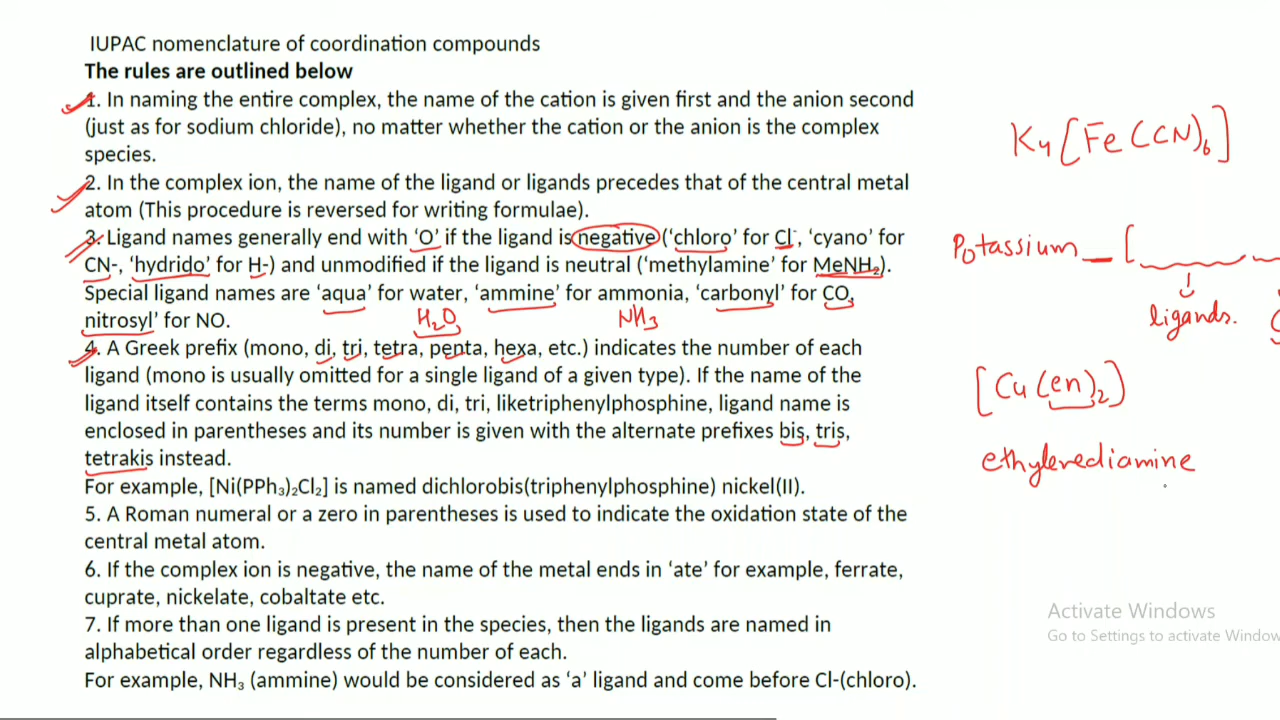 IUPAC nomenclature of coordination compounds
The rules are outlined below
1. In naming the entire complex, the name of the cation is given first and the anion second
(just as for sodium chloride), no matter whether the cation or the anion is the complex
species.
2. In the complex ion, the name of the ligand or ligands precedes that of the central metal
atom (This procedure is reversed for writing formulae).
3. Ligand names generally end with ‘O’ if the ligand is negative (‘chloro’ for Cl⁻, ‘cyano’ for
CN-, ‘hydrido’ for H-) and unmodified if the ligand is neutral (‘methylamine’ for MeNH₂).
Special ligand names are ‘aqua’ for water, ‘ammine’ for ammonia, ‘carbonyl’ for CO,
nitrosyl’ for NO.
H₂O NH₃
4. A Greek prefix (mono, di, tri, tetra, penta, hexa, etc.) indicates the number of each
ligand (mono is usually omitted for a single ligand of a given type). If the name of the
ligand itself contains the terms mono, di, tri, liketriphenylphosphine, ligand name is
enclosed in parentheses and its number is given with the alternate prefixes bis, tris,
tetrakis instead.
For example, [Ni(PPh₃)₂Cl₂] is named dichlorobis(triphenylphosphine) nickel(II).
5. A Roman numeral or a zero in parentheses is used to indicate the oxidation state of the
central metal atom.
6. If the complex ion is negative, the name of the metal ends in ‘ate’ for example, ferrate,
cuprate, nickelate, cobaltate etc.
7. If more than one ligand is present in the species, then the ligands are named in
alphabetical order regardless of the number of each.
For example, NH₃ (ammine) would be considered as ‘a’ ligand and come before Cl-(chloro).
K₄[Fe(CN)₆]
Potassium _ [
ligands.
[Cu(en)₂)
ethylenediamine
Activate Windows
Go to Settings to activate Window